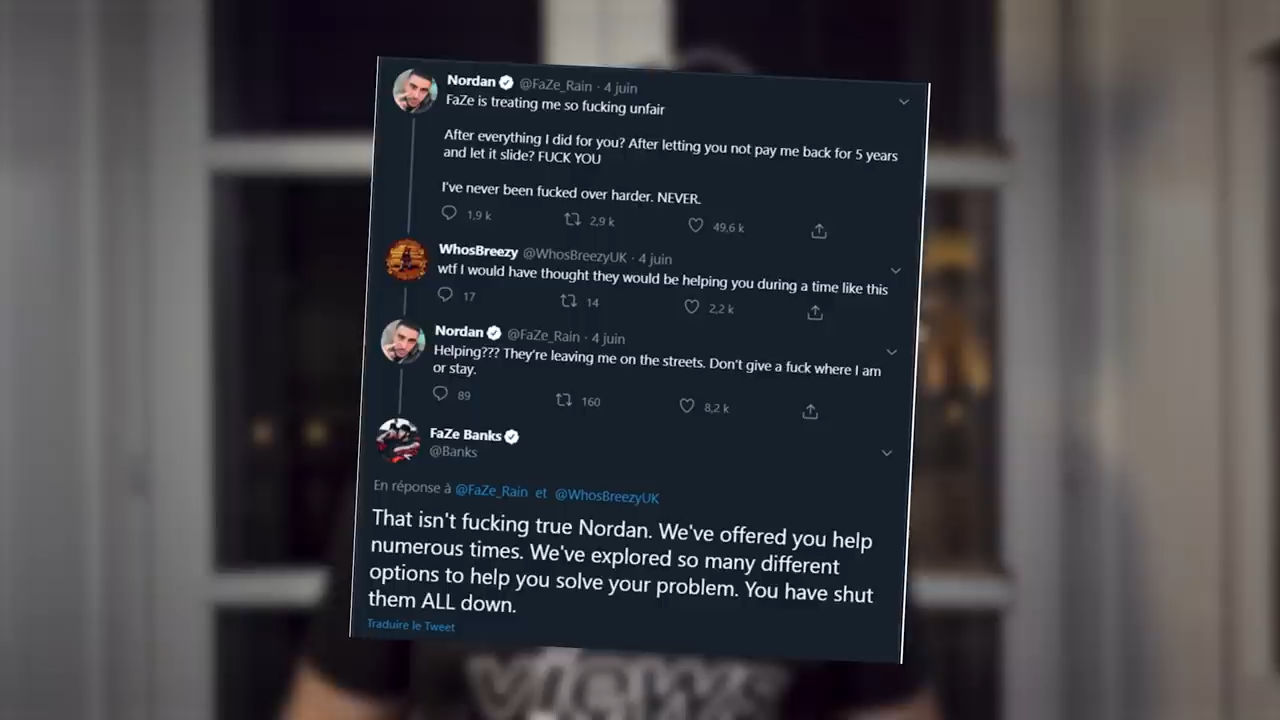 Nordan @FaZe_Rain · 4 juin
FaZe is treating me so fucking unfair
After everything I did for you? After letting you not pay me back for 5 years
and let it slide? FUCK YOU
I've never been fucked over harder. NEVER.
1,9 k 2,9 k 49,6 k
WhosBreezy @WhosBreezyUK · 4 juin
wtf I would have thought they would be helping you during a time like this
17 14 2,2 k
Nordan @FaZe_Rain · 4 juin
Helping??? They're leaving me on the streets. Don't give a fuck where I am
or stay.
89 160 8,2 k
FaZe Banks
@Banks
En réponse à @FaZe_Rain et @WhosBreezyUK
That isn't fucking true Nordan. We've offered you help
numerous times. We've explored so many different
options to help you solve your problem. You have shut
them ALL down.
Traduire le Tweet
VIEWS